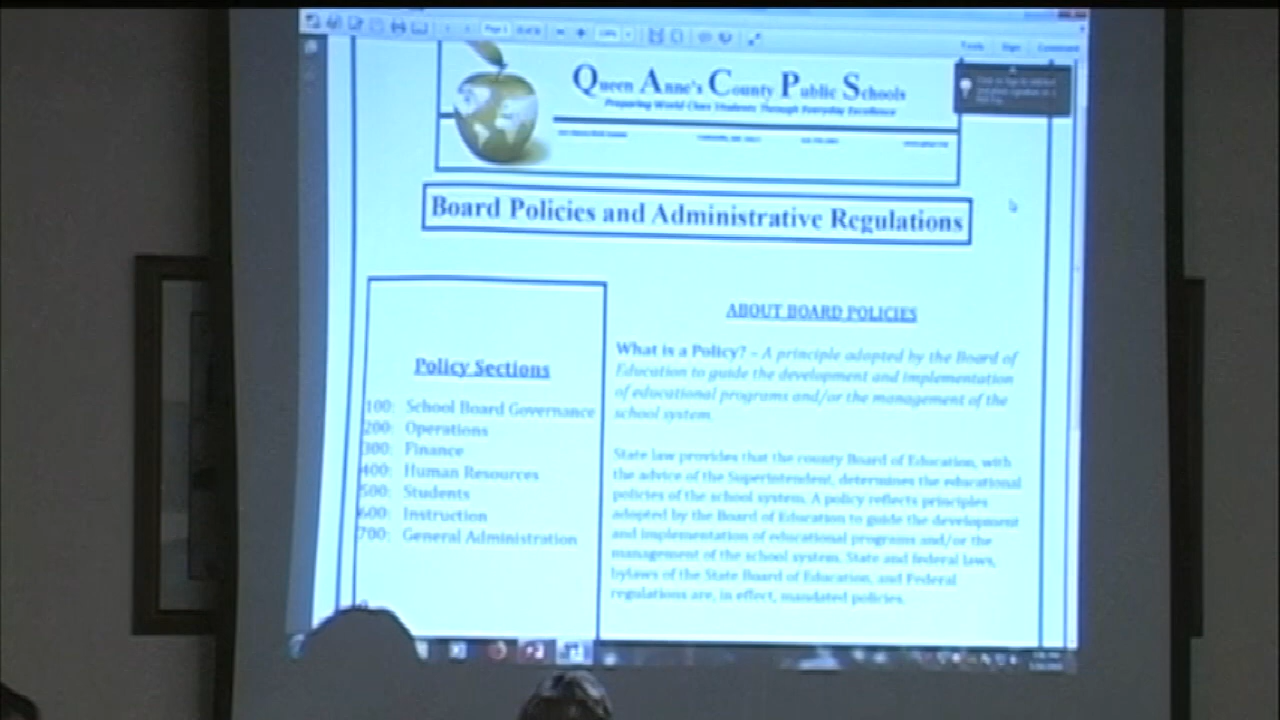 Tools Sign Comment
Queen Anne's County Public Schools
Preparing World Class Students Through Everyday Excellence
Board Policies and Administrative Regulations
Policy Sections
100: School Board Governance
200: Operations
300: Finance
400: Human Resources
500: Students
600: Instruction
700: General Administration
ABOUT BOARD POLICIES
What is a Policy? – A principle adopted by the Board of
Education to guide the development and implementation
of educational programs and/or the management of the
school system.
State law provides that the county Board of Education, with
the advice of the Superintendent, determines the educational
policies of the school system. A policy reflects principles
adopted by the Board of Education to guide the development
and implementation of educational programs and/or the
management of the school system. State and federal laws,
bylaws of the State Board of Education, and Federal
regulations are, in effect, mandated policies.